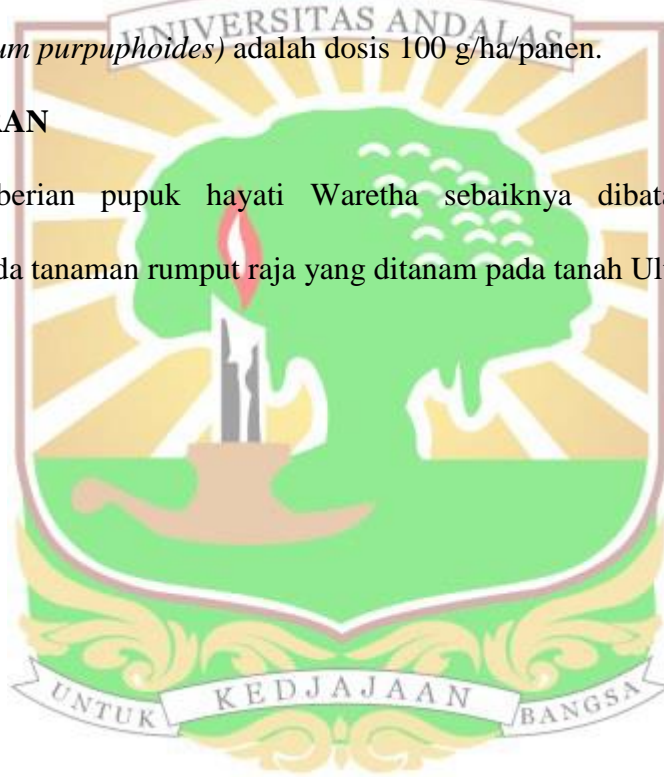 UNIVERSITAS ANDALAS
um purpuphoides) adalah dosis 100 g/ha/panen.
RAN
berian pupuk hayati Waretha sebaiknya dibata
da tanaman rumput raja yang ditanam pada tanah Ul
UNTUK KEDJAJAAN BANGSA